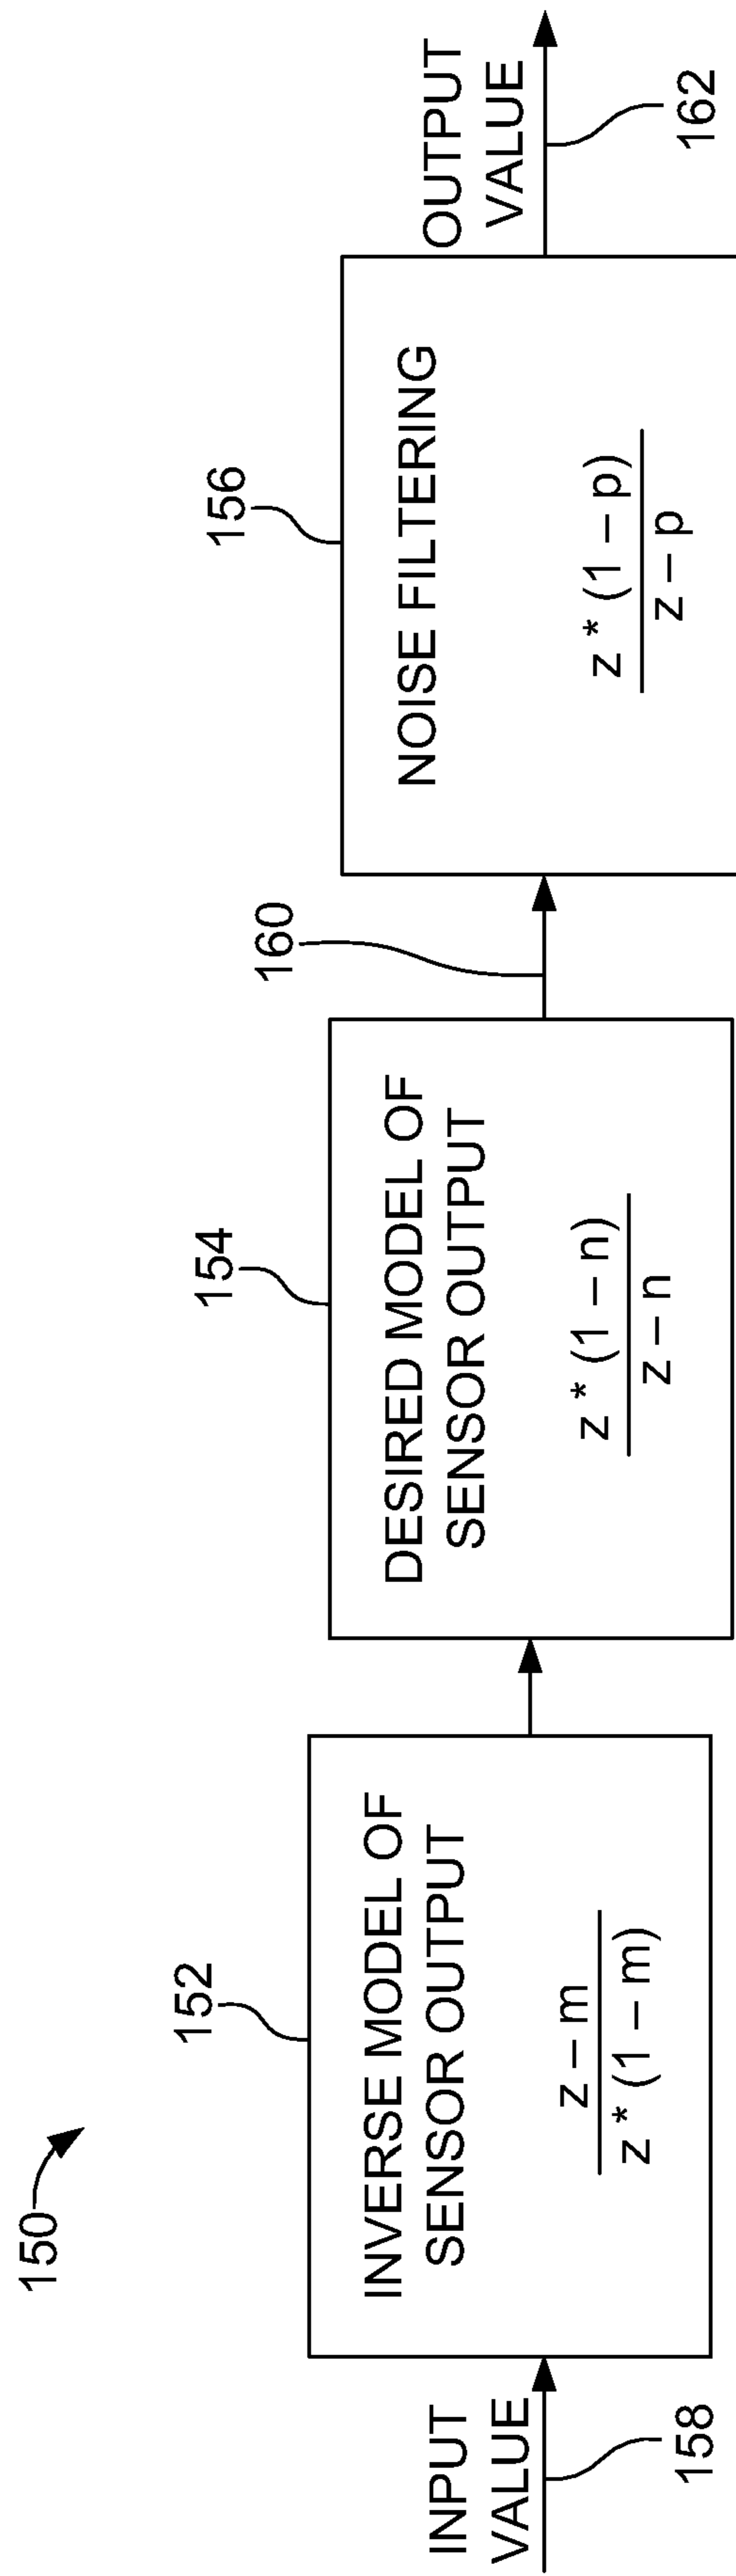 150
INPUT
VALUE
158
152
INVERSE MODEL OF
SENSOR OUTPUT
z – m
z * (1 – m)
154
DESIRED MODEL OF
SENSOR OUTPUT
z * (1 – n)
z – n
160
156
NOISE FILTERING
z * (1 – p)
z – p
OUTPUT
VALUE
162